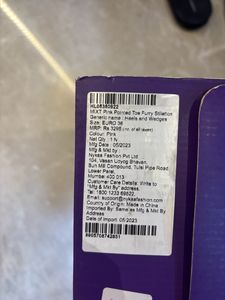 HL08350622
MIXT Pink Pointed Toe Furry Stilettos
Generic name : Heels and Wedges
Size: EURO 36
MRP: Rs.3295 (Inc. of all taxes)
Colour: Pink
Net Qty : 1 N
Mfg Date : 05/2023
Mfg & Mkt by :
Nykaa Fashion Pvt Ltd
104, Vasan Udyog Bhavan,
Sun Mill Compound, Tulsi Pipe Road,
Lower Parel,
Mumbai 400 013
Customer Care Details: Write to
"Mfg & Mkt By" address.
Tel: 1800 1233 69522,
Email: support@nykaafashion.com
Country of Origin: Made in China
Imported By: Same as Mfg & Mkt By
Address
Date of Import: 05/2023